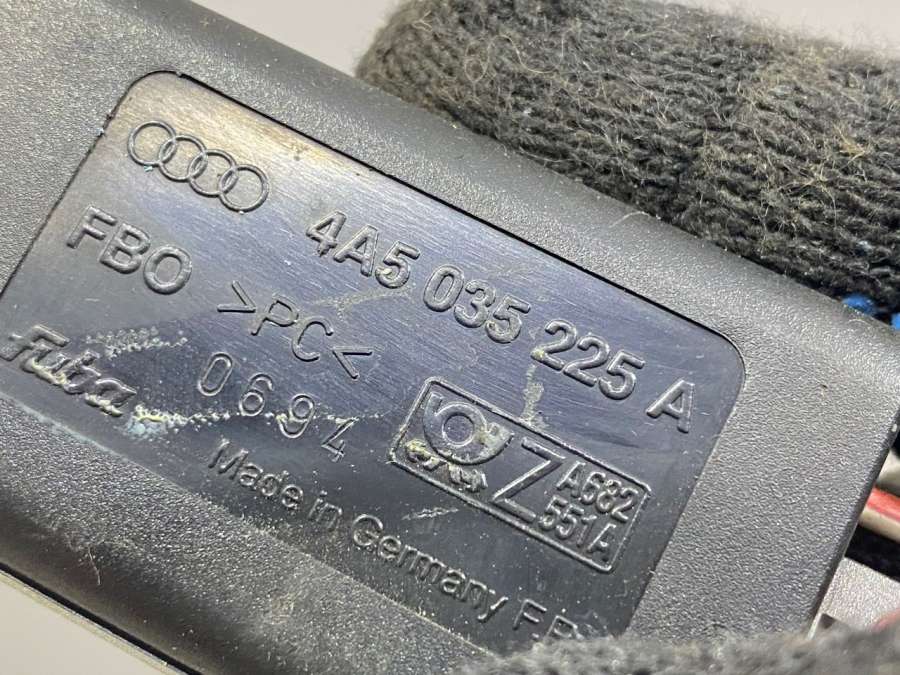 4A5 035 225 A
FBO >PC<
fuba 0694
Z A682
551A
Made in Germany F.